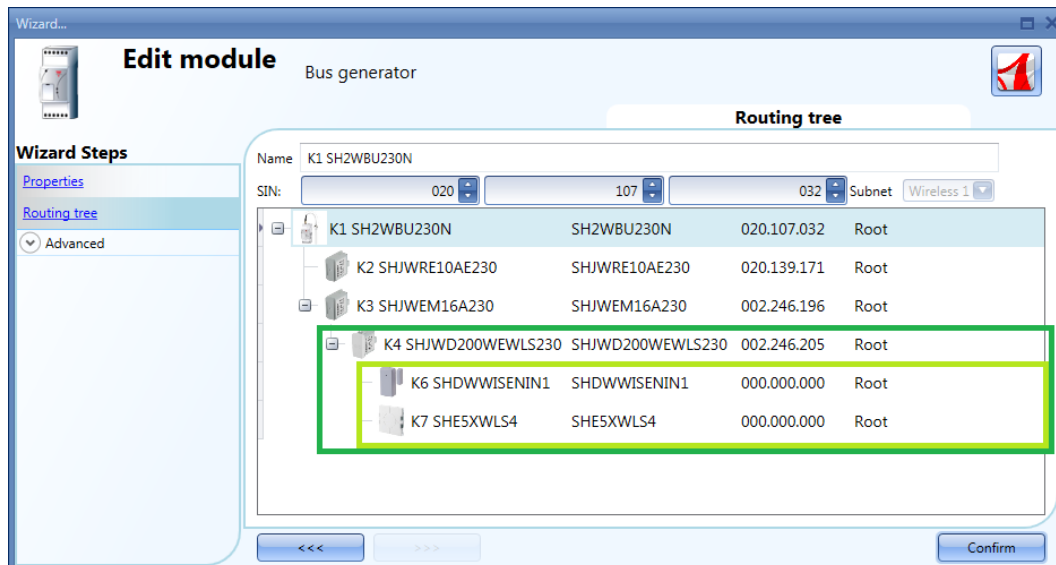 Wizard...
Edit module
Bus generator
Routing tree
Wizard Steps
Properties
Routing tree
Advanced
Name K1 SH2WBU230N
SIN: 020 107 032 Subnet Wireless 1
K1 SH2WBU230N SH2WBU230N 020.107.032 Root
K2 SHJWRE10AE230 SHJWRE10AE230 020.139.171 Root
K3 SHJWEM16A230 SHJWEM16A230 002.246.196 Root
K4 SHJWD200WEWLS230 SHJWD200WEWLS230 002.246.205 Root
K6 SHDWWISENIN1 SHDWWISENIN1 000.000.000 Root
K7 SHE5XWLS4 SHE5XWLS4 000.000.000 Root
<<< >>> Confirm